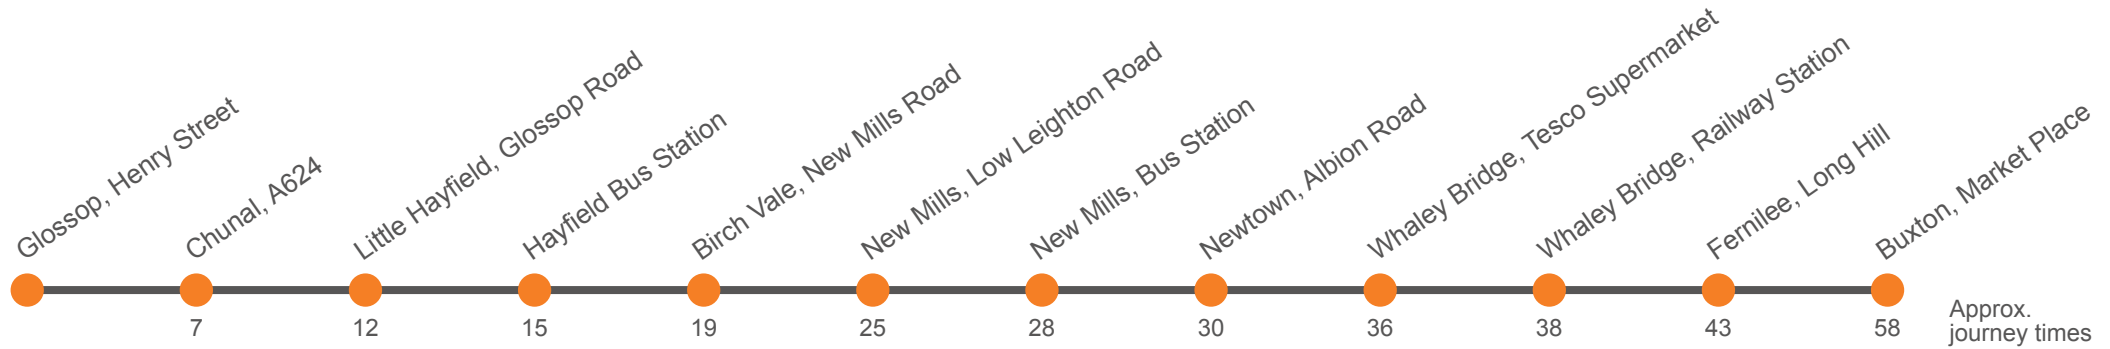 Glossop, Henry Street
Chunal, A624
Little Hayfield, Glossop Road
Hayfield Bus Station
Birch Vale, New Mills Road
New Mills, Low Leighton Road
New Mills, Bus Station
Newtown, Albion Road
Whaley Bridge, Tesco Supermarket
Whaley Bridge, Railway Station
Fernilee, Long Hill
Buxton, Market Place
7 12 15 19 25 28 30 36 38 43 58
Approx.
journey times